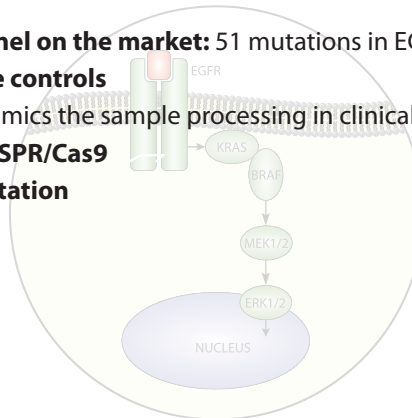 nel on the market: 51 mutations in EG
e controls
mics the sample processing in clinical
SPR/Cas9
tation
EGFR
KRAS
BRAF
MEK1/2
ERK1/2
NUCLEUS